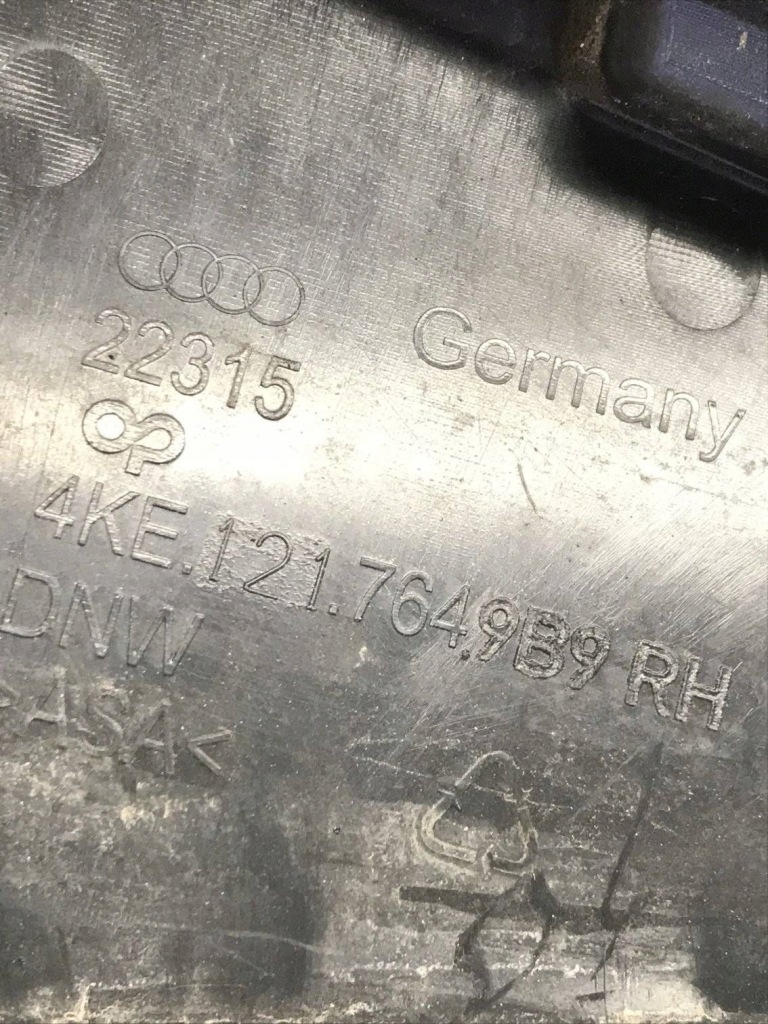 22315
Germany
4KE.121.764.9B9 RH
DNW
>ASA<